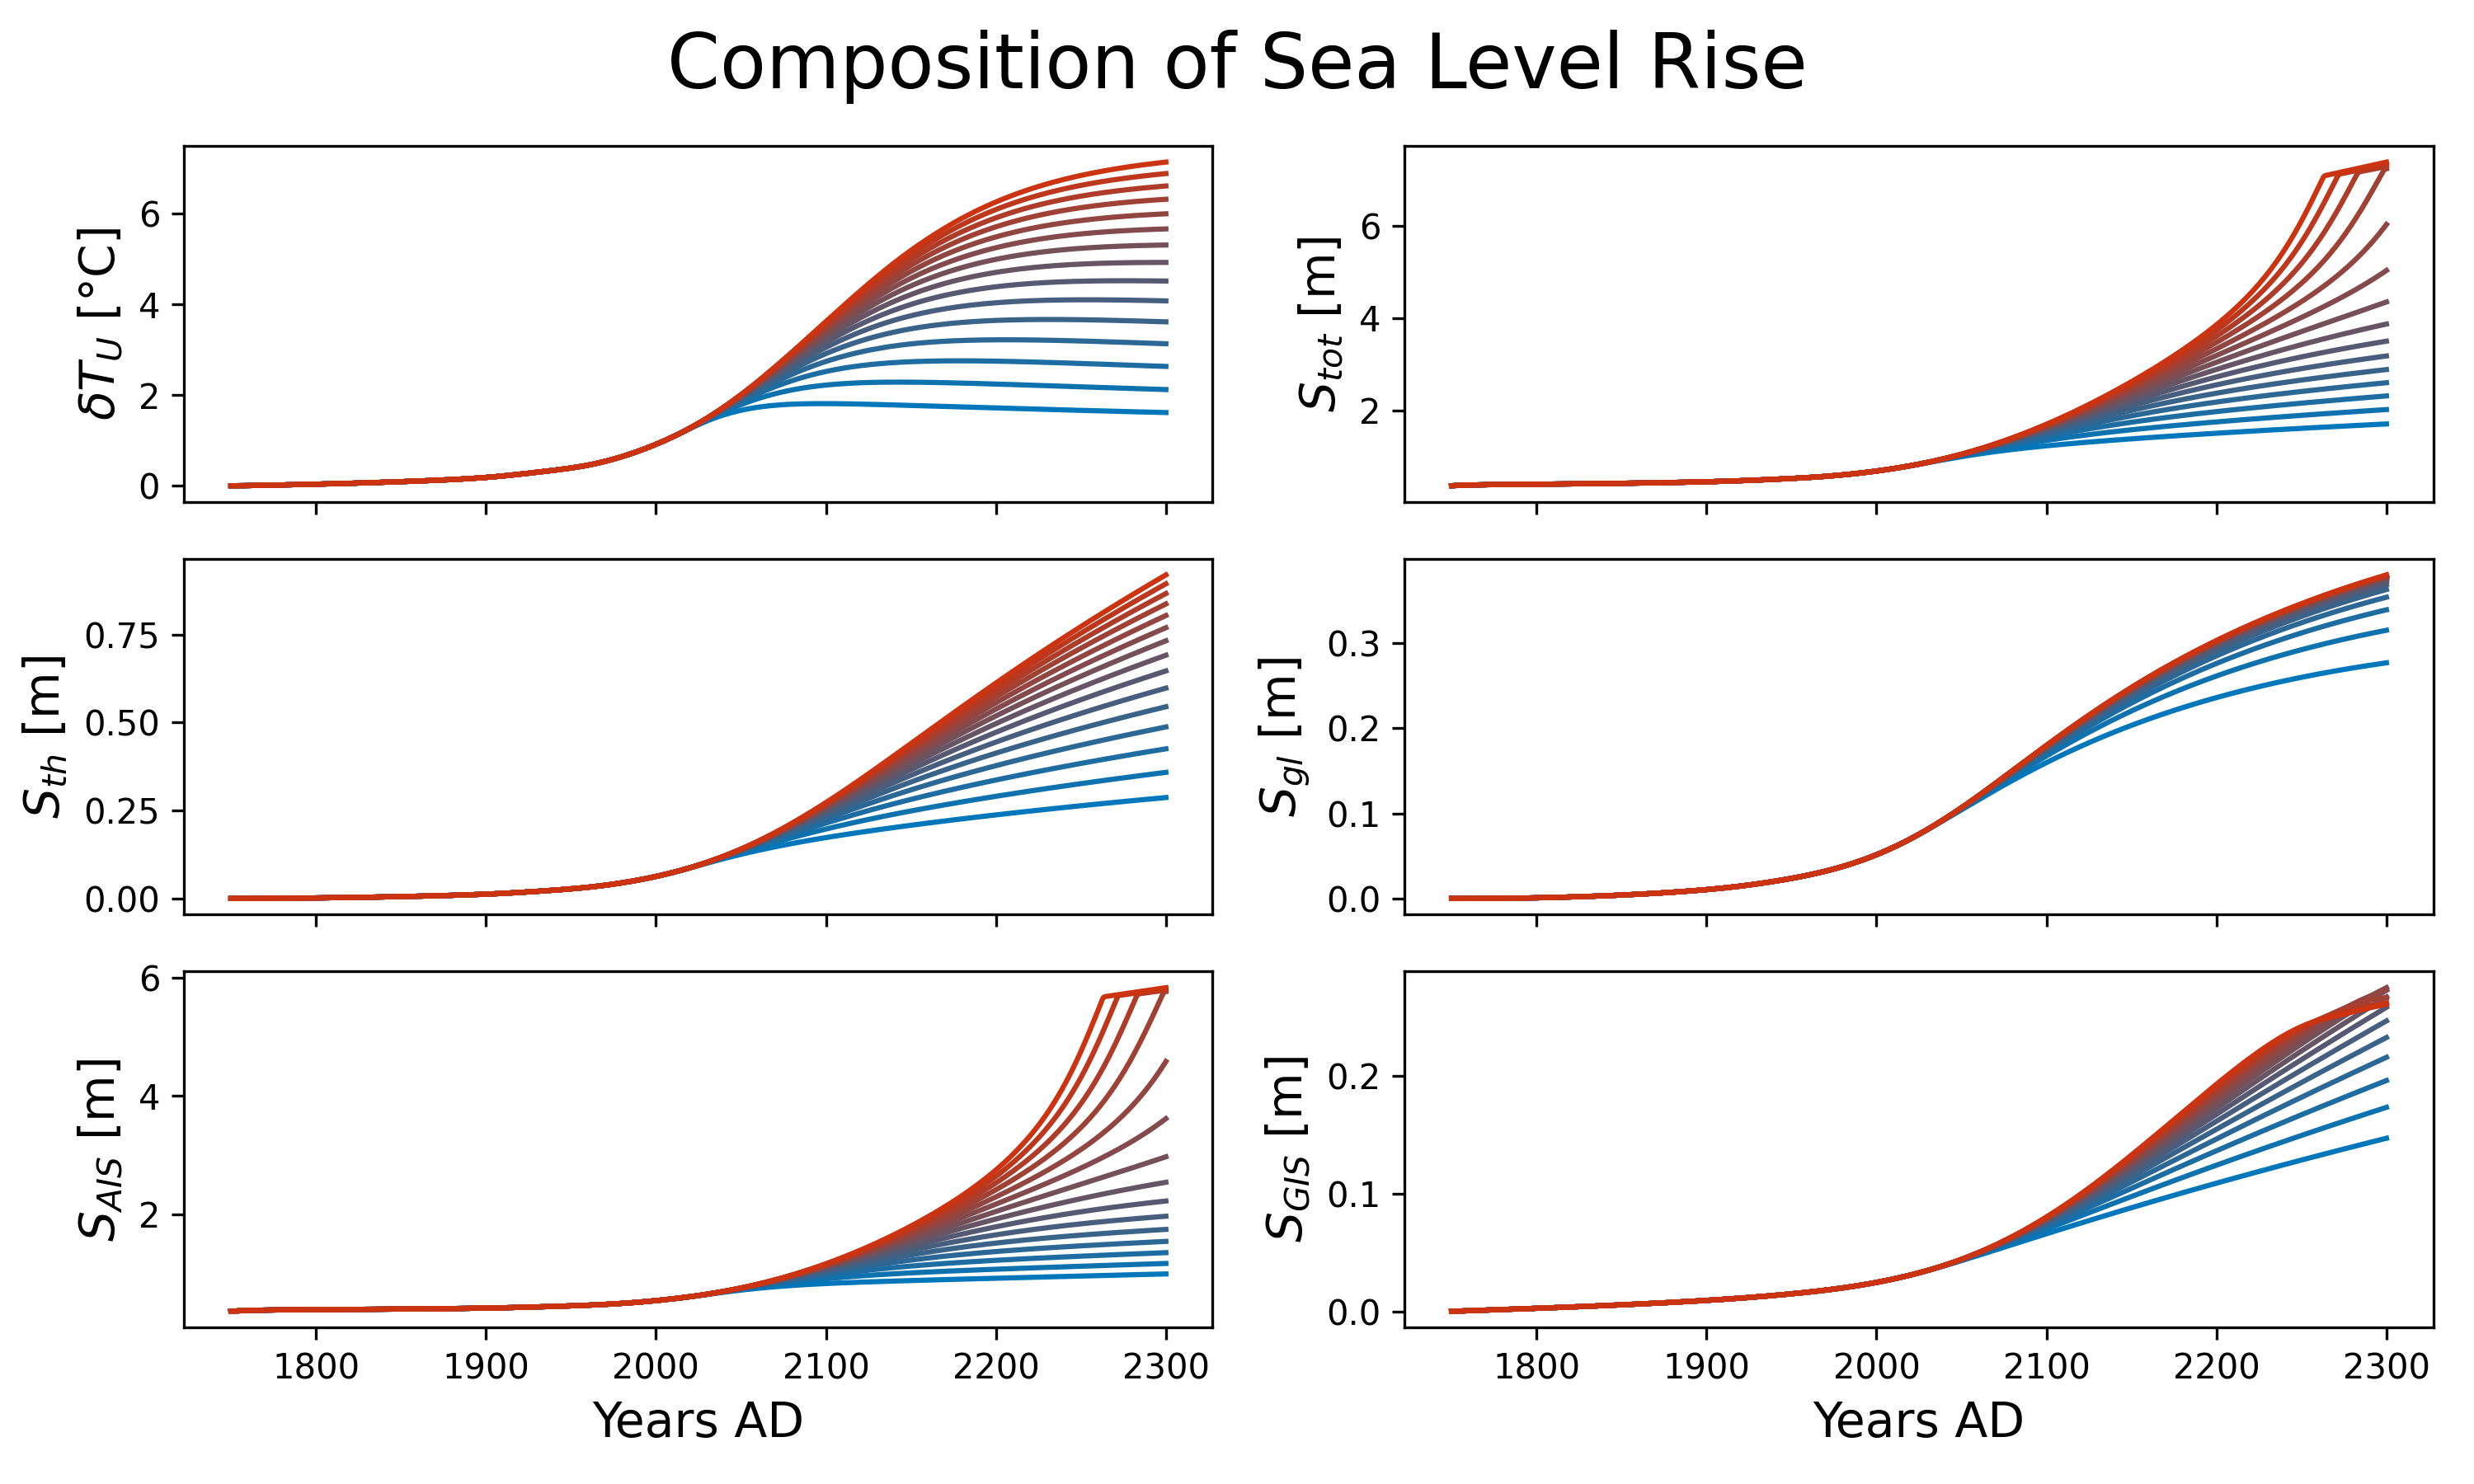 Composition of Sea Level Rise
δT_U [°C]
6
4
2
0
S_tot [m]
6
4
2
S_th [m]
0.75
0.50
0.25
0.00
S_gl [m]
0.3
0.2
0.1
0.0
S_AIS [m]
6
4
2
1800 1900 2000 2100 2200 2300
Years AD
S_GIS [m]
0.2
0.1
0.0
1800 1900 2000 2100 2200 2300
Years AD